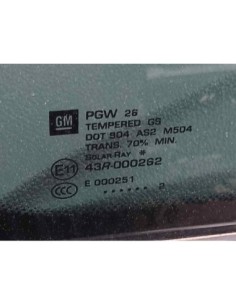 GM
PGW 26
TEMPERED GS
DOT 804 AS2 M504
TRANS. 70% MIN.
SOLAR RAY #
E11 43R-000262
CCC E 000251